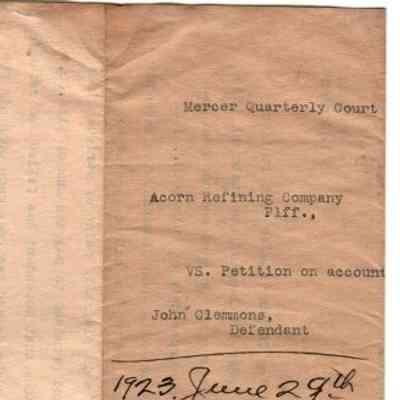 Mercer Quarterly Court
Acorn Refining Company
Plff.,
VS. Petition on account
John Clemmons,
Defendant
1923. June 29th